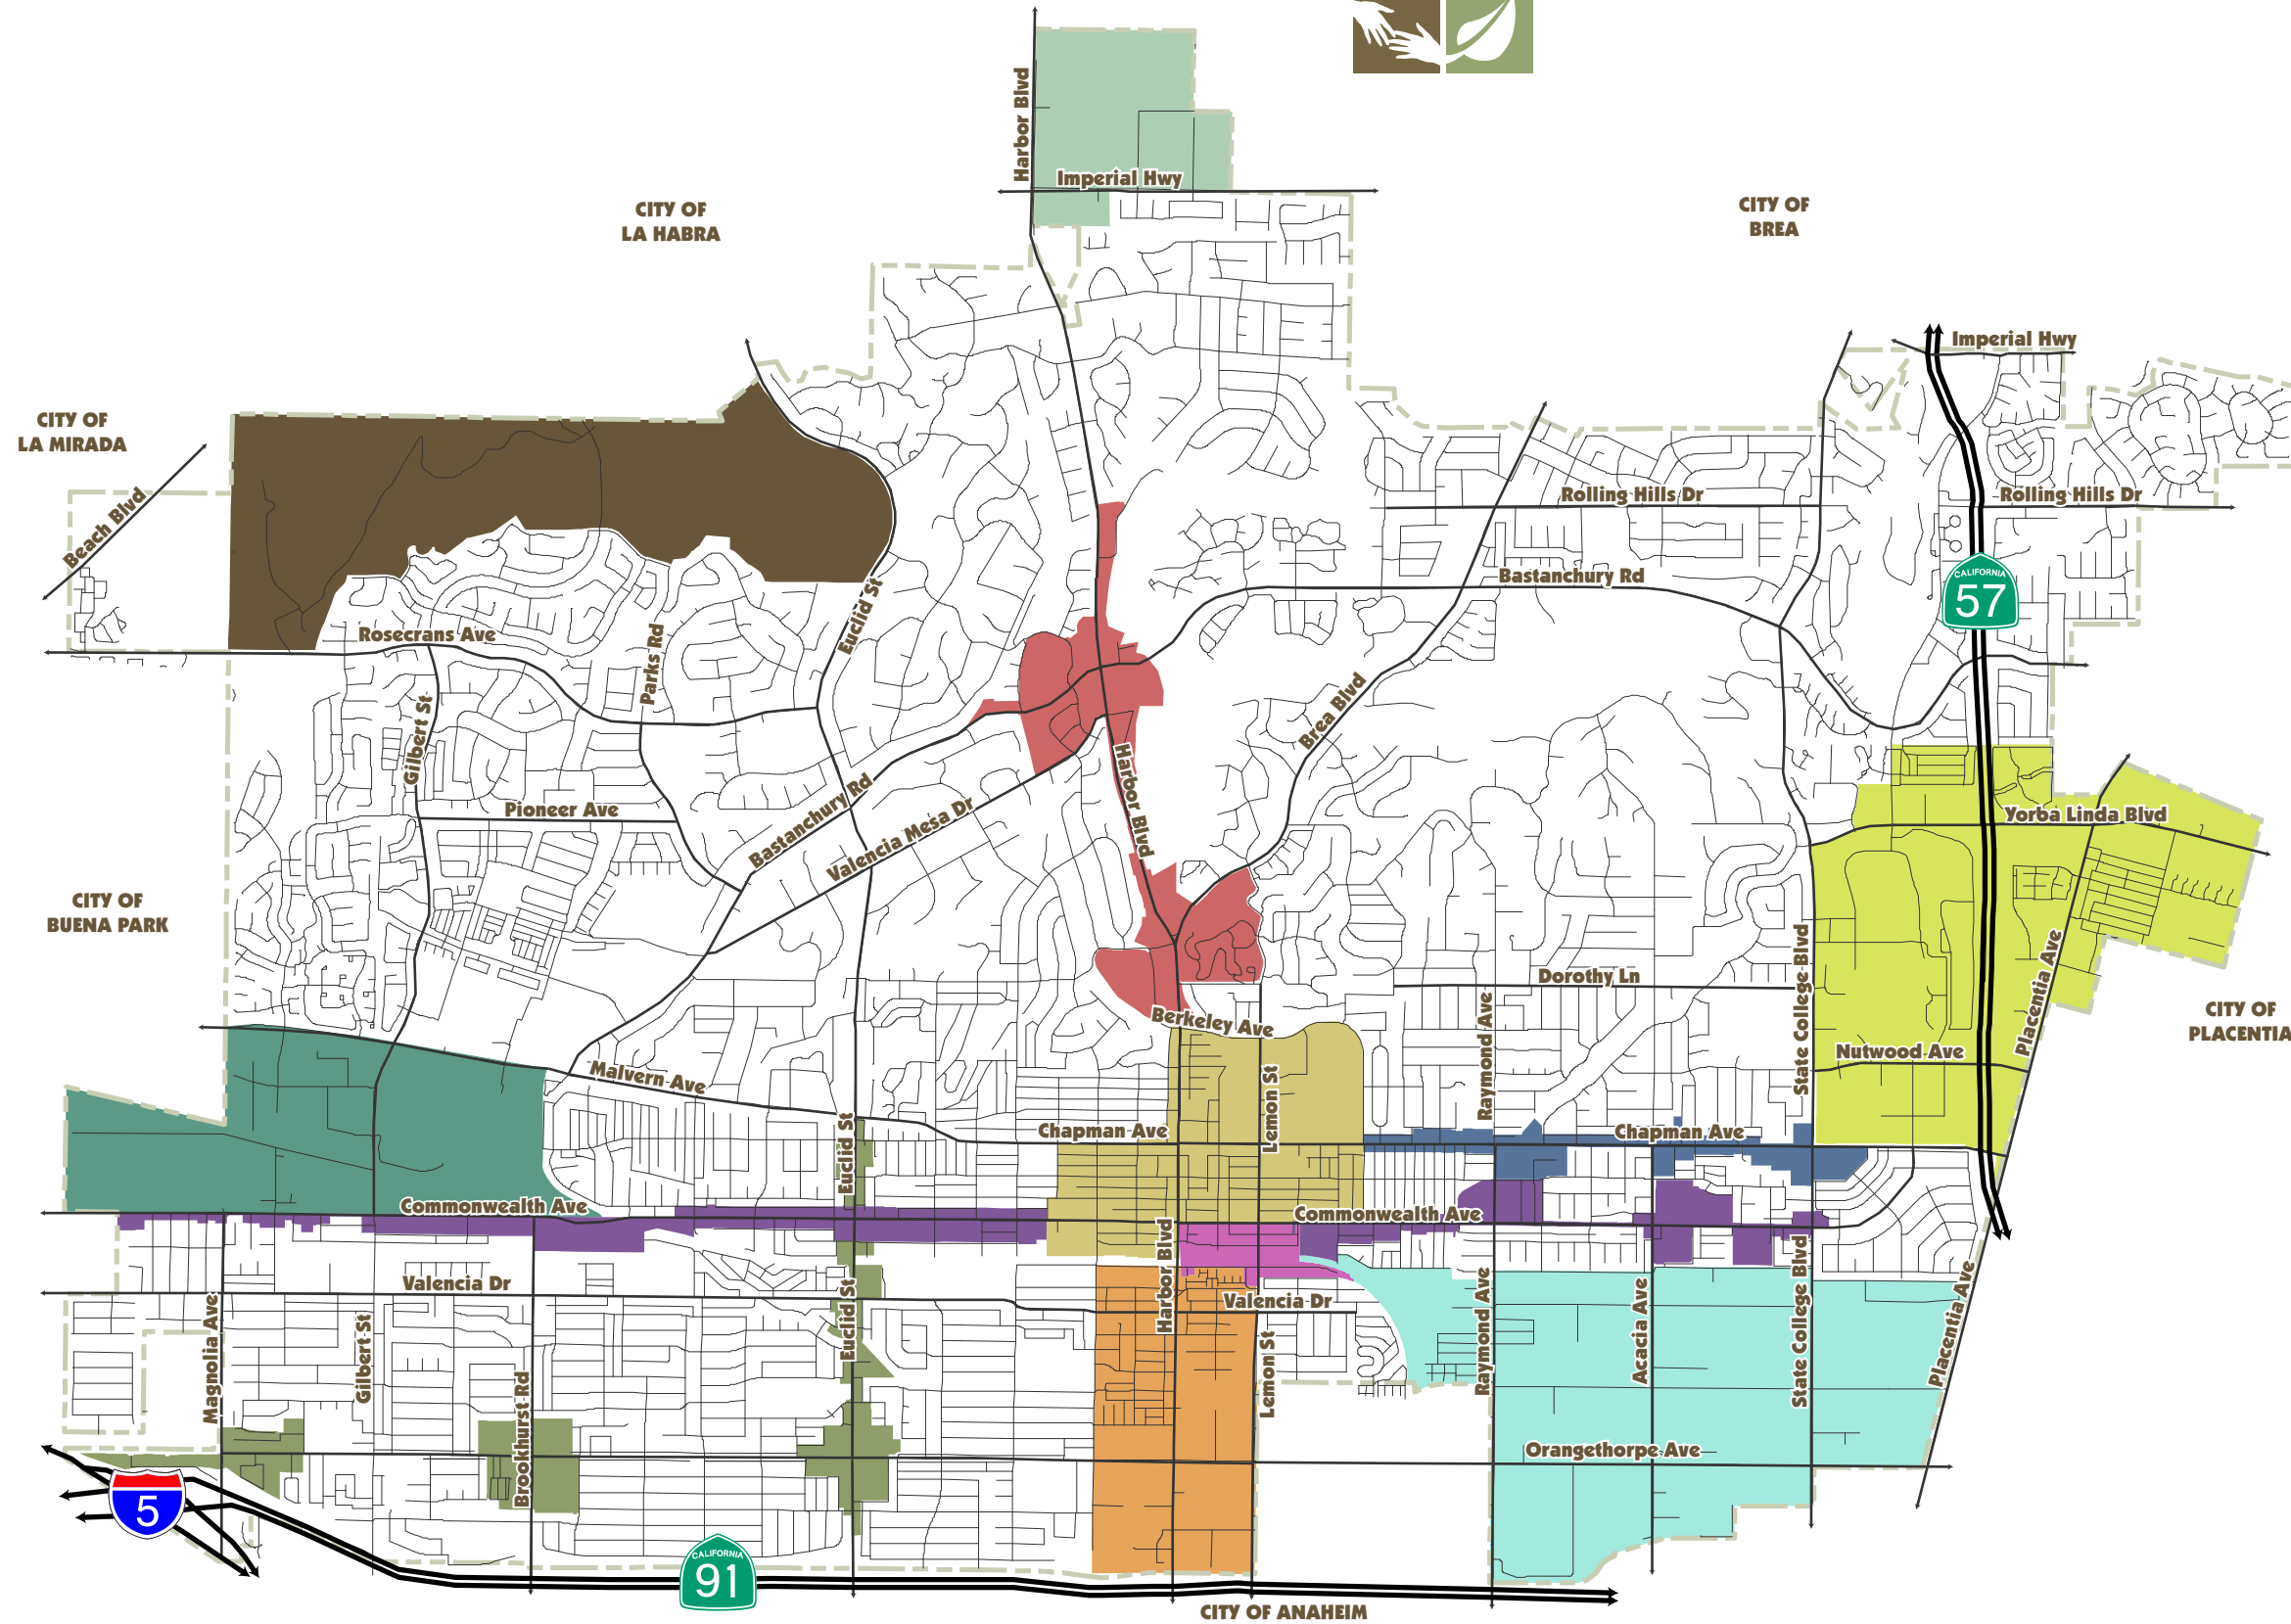 Harbor Blvd
Imperial Hwy
CITY OF
LA HABRA
CITY OF
BREA
Imperial Hwy
CITY OF
LA MIRADA
Beach Blvd
Rolling Hills Dr
Rolling Hills Dr
Bastanchury Rd
CALIFORNIA
57
Euclid St
Rosecrans Ave
Parks Rd
Gilbert St
Brea Blvd
Harbor Blvd
Pioneer Ave
Bastanchury Rd
Valencia Mesa Dr
Yorba Linda Blvd
CITY OF
BUENA PARK
Dorothy Ln
State College Blvd
Placentia Ave
CITY OF
PLACENTIA
Berkeley Ave
Raymond Ave
Nutwood Ave
Malvern Ave
Lemon St
Euclid St
Chapman Ave
Chapman Ave
Commonwealth Ave
Commonwealth Ave
Harbor Blvd
Valencia Dr
Valencia Dr
Magnolia Ave
Gilbert St
Brookhurst Rd
Euclid St
Lemon St
Raymond Ave
Acacia Ave
State College Blvd
Placentia Ave
Orangethorpe Ave
5
CALIFORNIA
91
CITY OF ANAHEIM